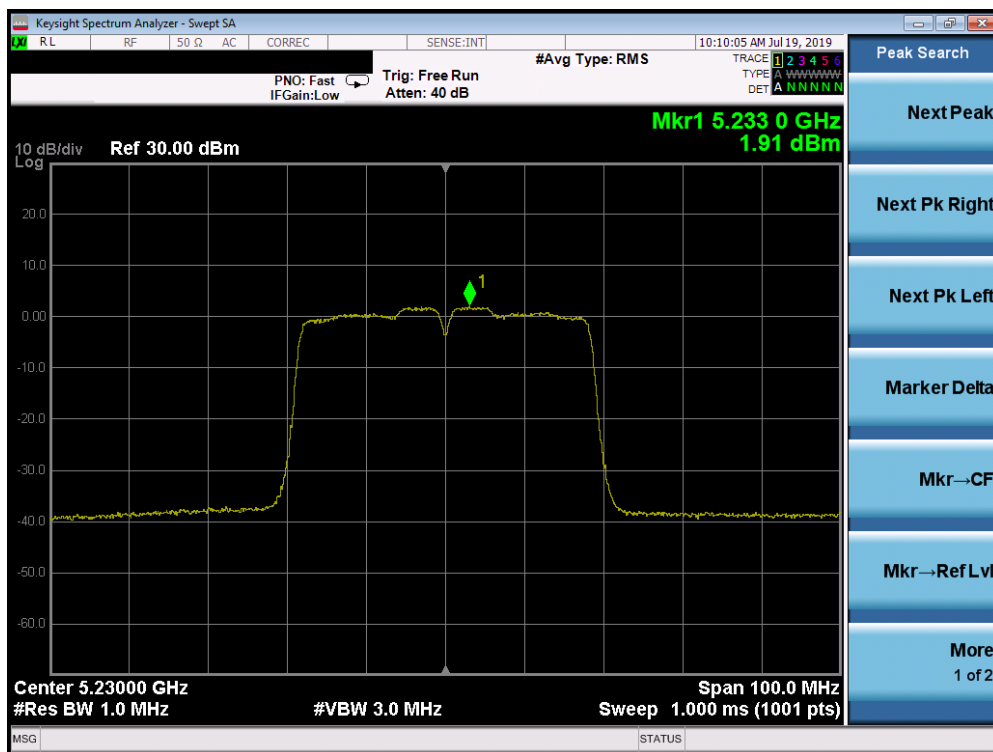 Keysight Spectrum Analyzer - Swept SA
LXI RL RF 50 Ω AC CORREC SENSE:INT 10:10:05 AM Jul 19, 2019
#Avg Type: RMS
TRACE 1 2 3 4 5 6
TYPE A WWWWW
DET A N N N N N
PNO: Fast
IFGain:Low
Trig: Free Run
Atten: 40 dB
Mkr1 5.233 0 GHz
1.91 dBm
10 dB/div Ref 30.00 dBm
Log
20.0
10.0
1
0.00
-10.0
-20.0
-30.0
-40.0
-50.0
-60.0
Center 5.23000 GHz Span 100.0 MHz
#Res BW 1.0 MHz #VBW 3.0 MHz Sweep 1.000 ms (1001 pts)
MSG STATUS
Peak Search
Next Peak
Next Pk Right
Next Pk Left
Marker Delta
Mkr→CF
Mkr→Ref Lvl
More
1 of 2